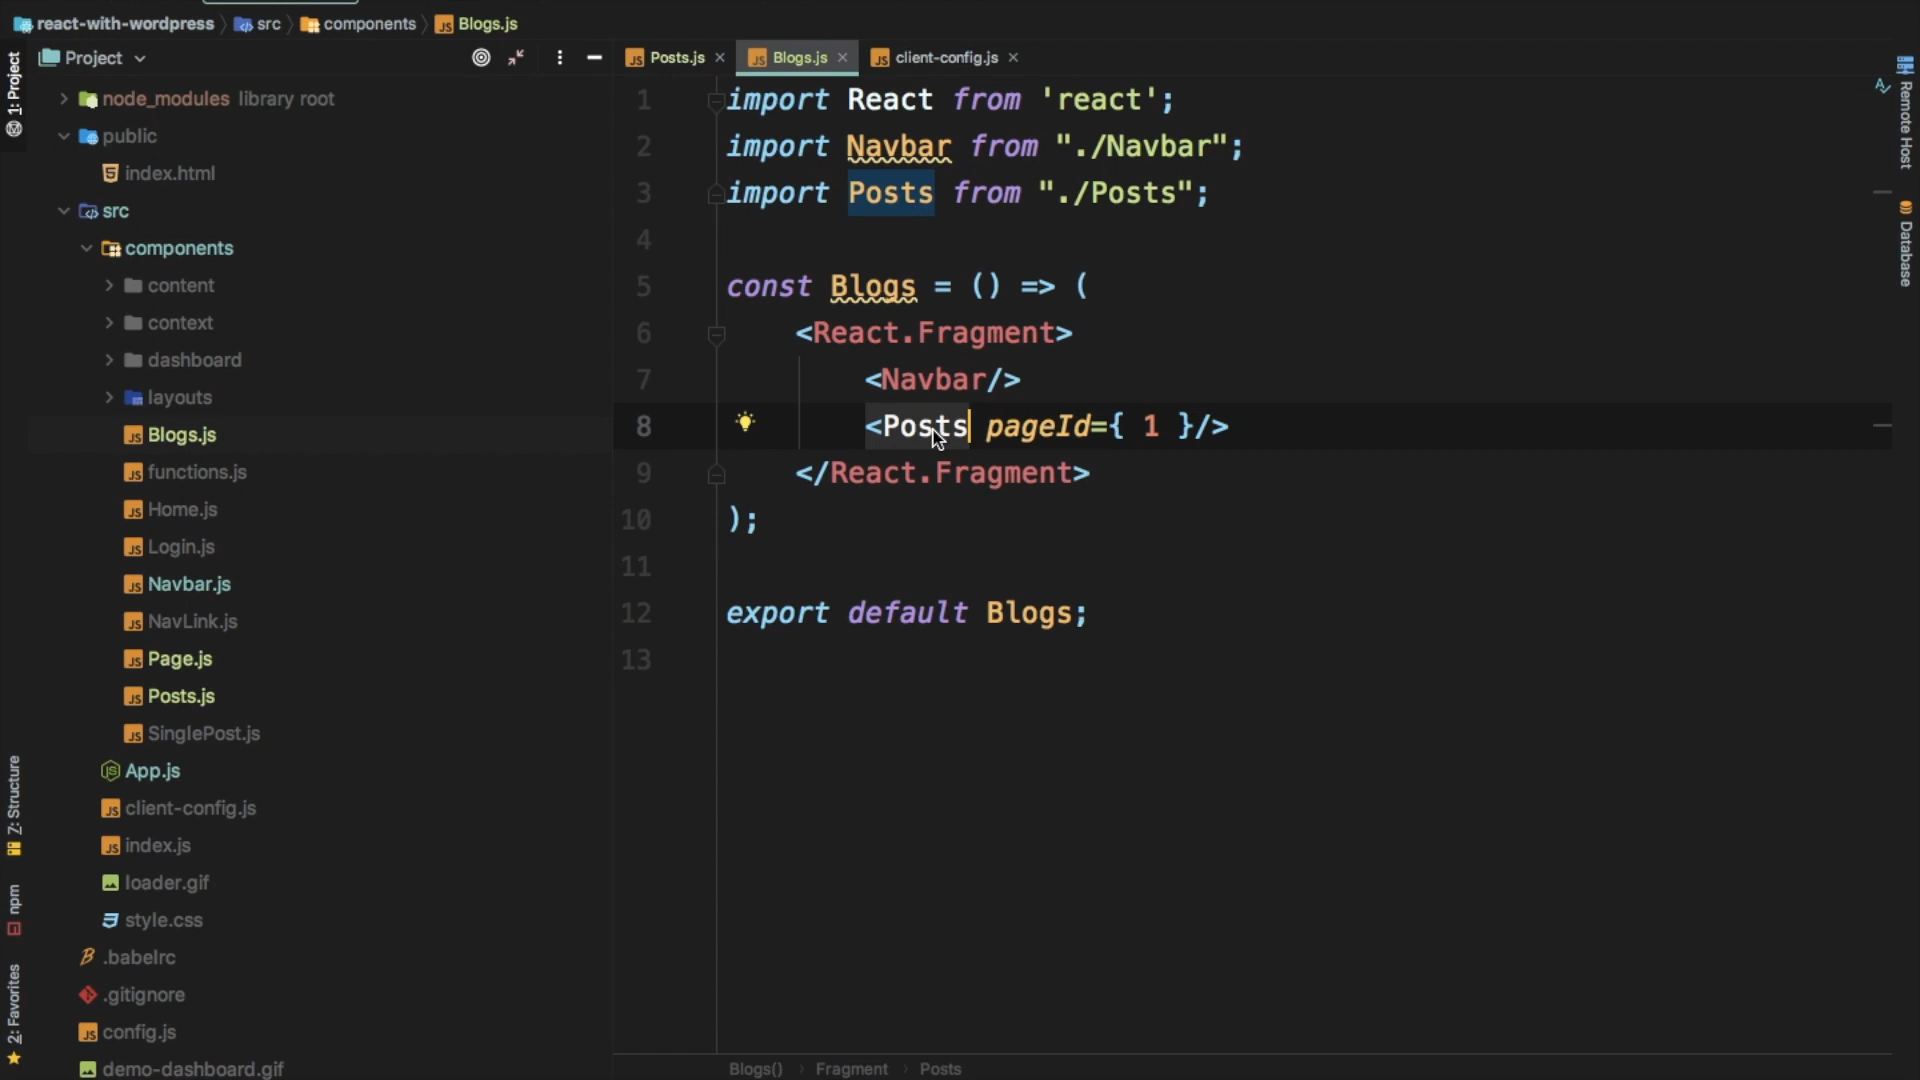 react-with-wordpress src components Blogs.js
1: Project
Project
node_modules library root
public
index.html
src
components
content
context
dashboard
layouts
Blogs.js
functions.js
Home.js
Login.js
Navbar.js
NavLink.js
Page.js
Posts.js
SinglePost.js
App.js
client-config.js
index.js
loader.gif
style.css
.babelrc
.gitignore
config.js
demo-dashboard.gif
Z: Structure
npm
2: Favorites
Posts.js Blogs.js client-config.js
1 import React from 'react';
2 import Navbar from "./Navbar";
3 import Posts from "./Posts";
4
5 const Blogs = () => (
6 <React.Fragment>
7 <Navbar/>
8 <Posts pageId={ 1 }/>
9 </React.Fragment>
10 );
11
12 export default Blogs;
13
Blogs() Fragment Posts
Remote Host
Database